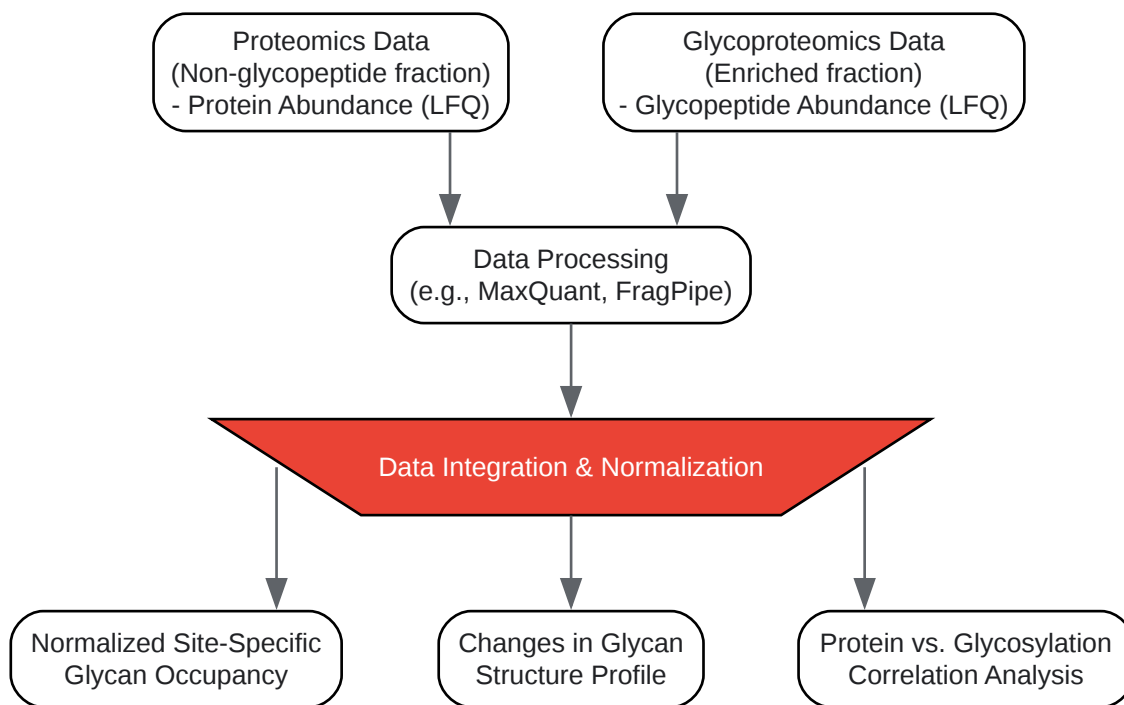 Proteomics Data
(Non-glycopeptide fraction)
- Protein Abundance (LFQ)
Glycoproteomics Data
(Enriched fraction)
- Glycopeptide Abundance (LFQ)
Data Processing
(e.g., MaxQuant, FragPipe)
Data Integration & Normalization
Normalized Site-Specific
Glycan Occupancy
Changes in Glycan
Structure Profile
Protein vs. Glycosylation
Correlation Analysis